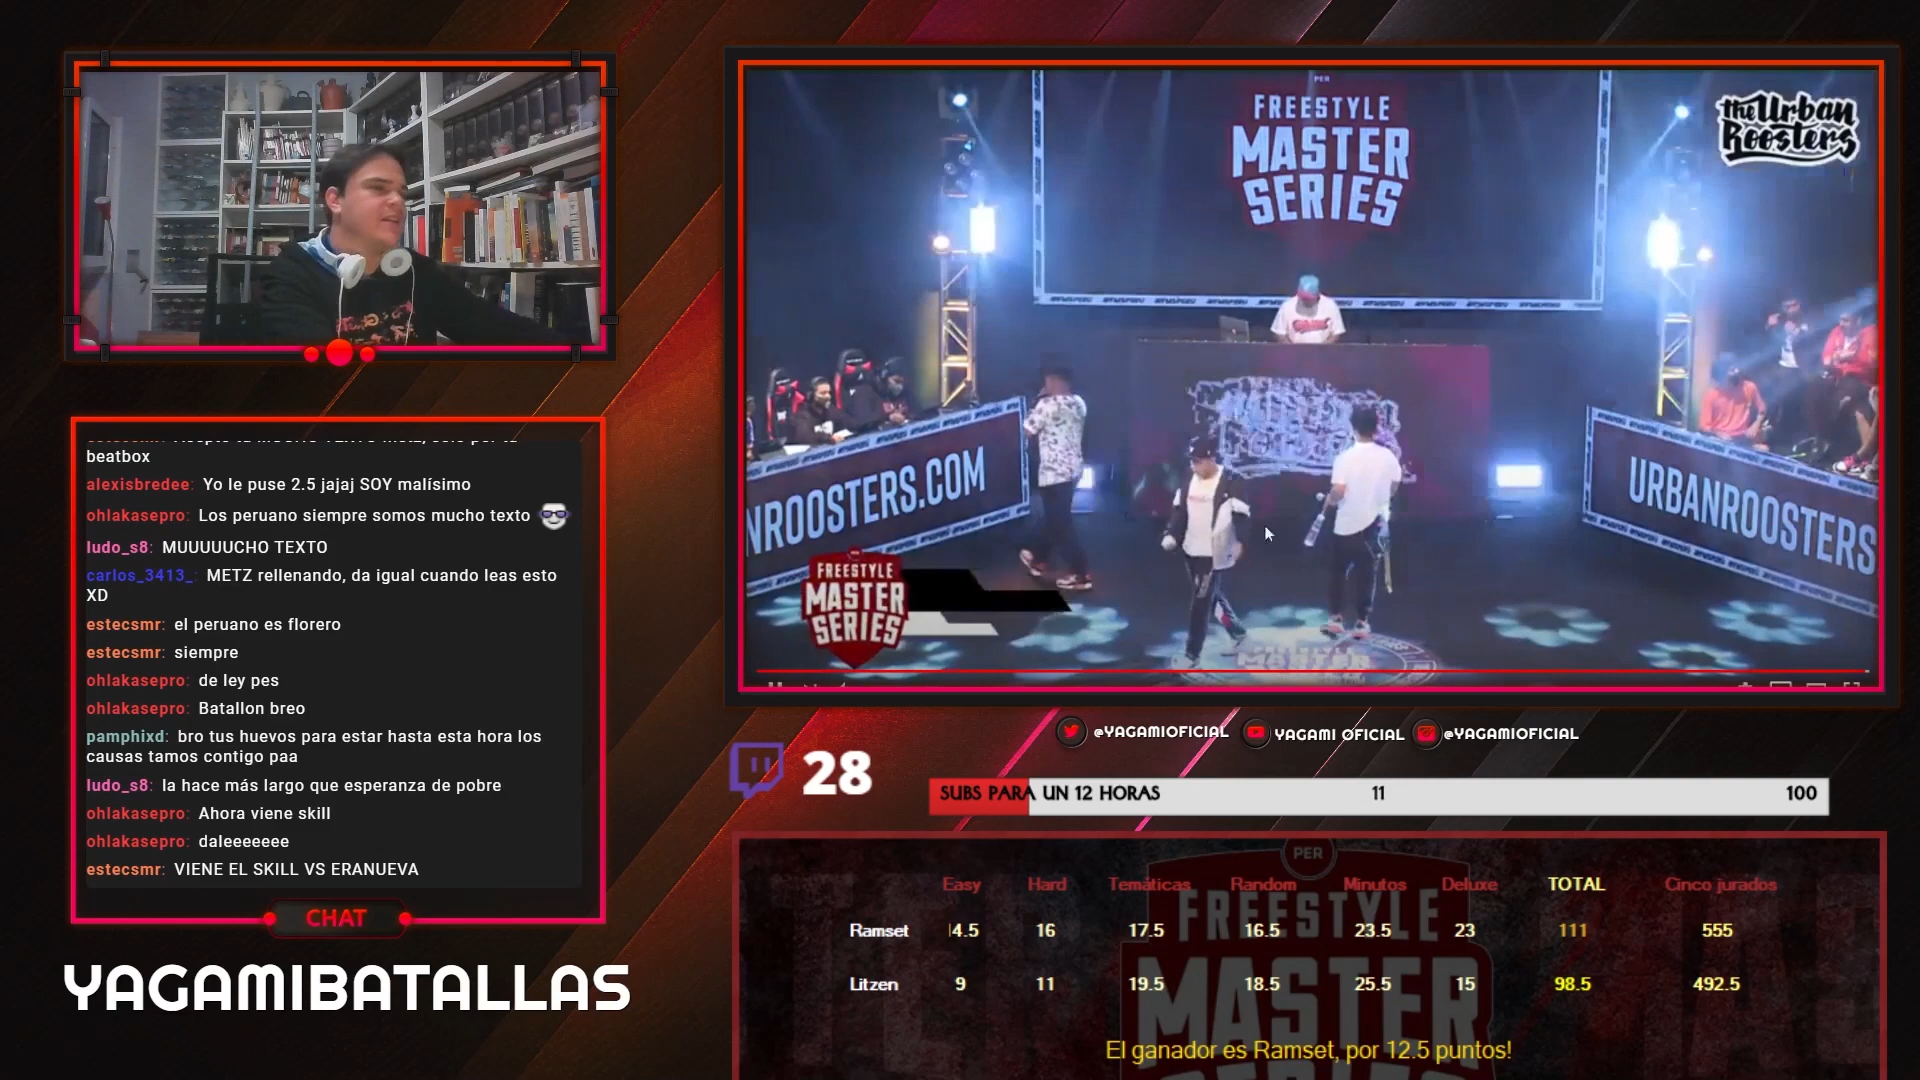 PER
FREESTYLE
MASTER
SERIES
the Urban
Roosters
NROOSTERS.COM
URBANROOSTERS
FREESTYLE
MASTER
SERIES
beatbox
alexisbredee: Yo le puse 2.5 jajaj SOY malísimo
ohlakasepro: Los peruano siempre somos mucho texto
ludo_s8: MUUUUUCHO TEXTO
carlos_3413_: METZ rellenando, da igual cuando leas esto
XD
estecsmr: el peruano es florero
estecsmr: siempre
ohlakasepro: de ley pes
ohlakasepro: Batallon breo
pamphixd: bro tus huevos para estar hasta esta hora los
causas tamos contigo paa
ludo_s8: la hace más largo que esperanza de pobre
ohlakasepro: Ahora viene skill
ohlakasepro: daleeeeeee
estecsmr: VIENE EL SKILL VS ERANUEVA
CHAT
YAGAMIBATALLAS
@YAGAMIOFICIAL YAGAMI OFICIAL @YAGAMIOFICIAL
28
SUBS PARA UN 12 HORAS 11 100
PER
Easy Hard Temáticas Random Minutos Deluxe TOTAL Cinco jurados
FREESTYLE
Ramset 14.5 16 17.5 16.5 23.5 23 111 555
MASTER
Litzen 9 11 19.5 18.5 25.5 15 98.5 492.5
El ganador es Ramset, por 12.5 puntos!